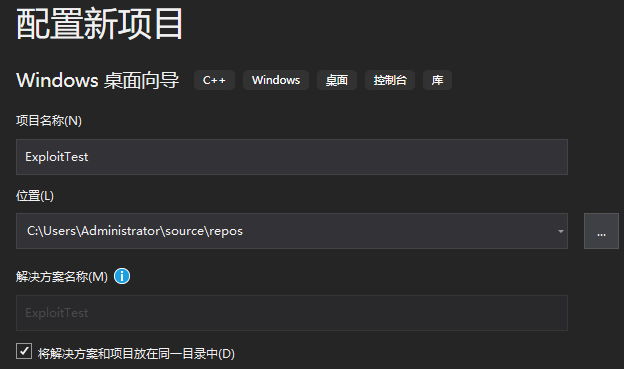 配置新项目
Windows 桌面向导 C++ Windows 桌面 控制台 库
项目名称(N)
ExploitTest
位置(L)
C:\Users\Administrator\source\repos
...
解决方案名称(M)
ExploitTest
将解决方案和项目放在同一目录中(D)